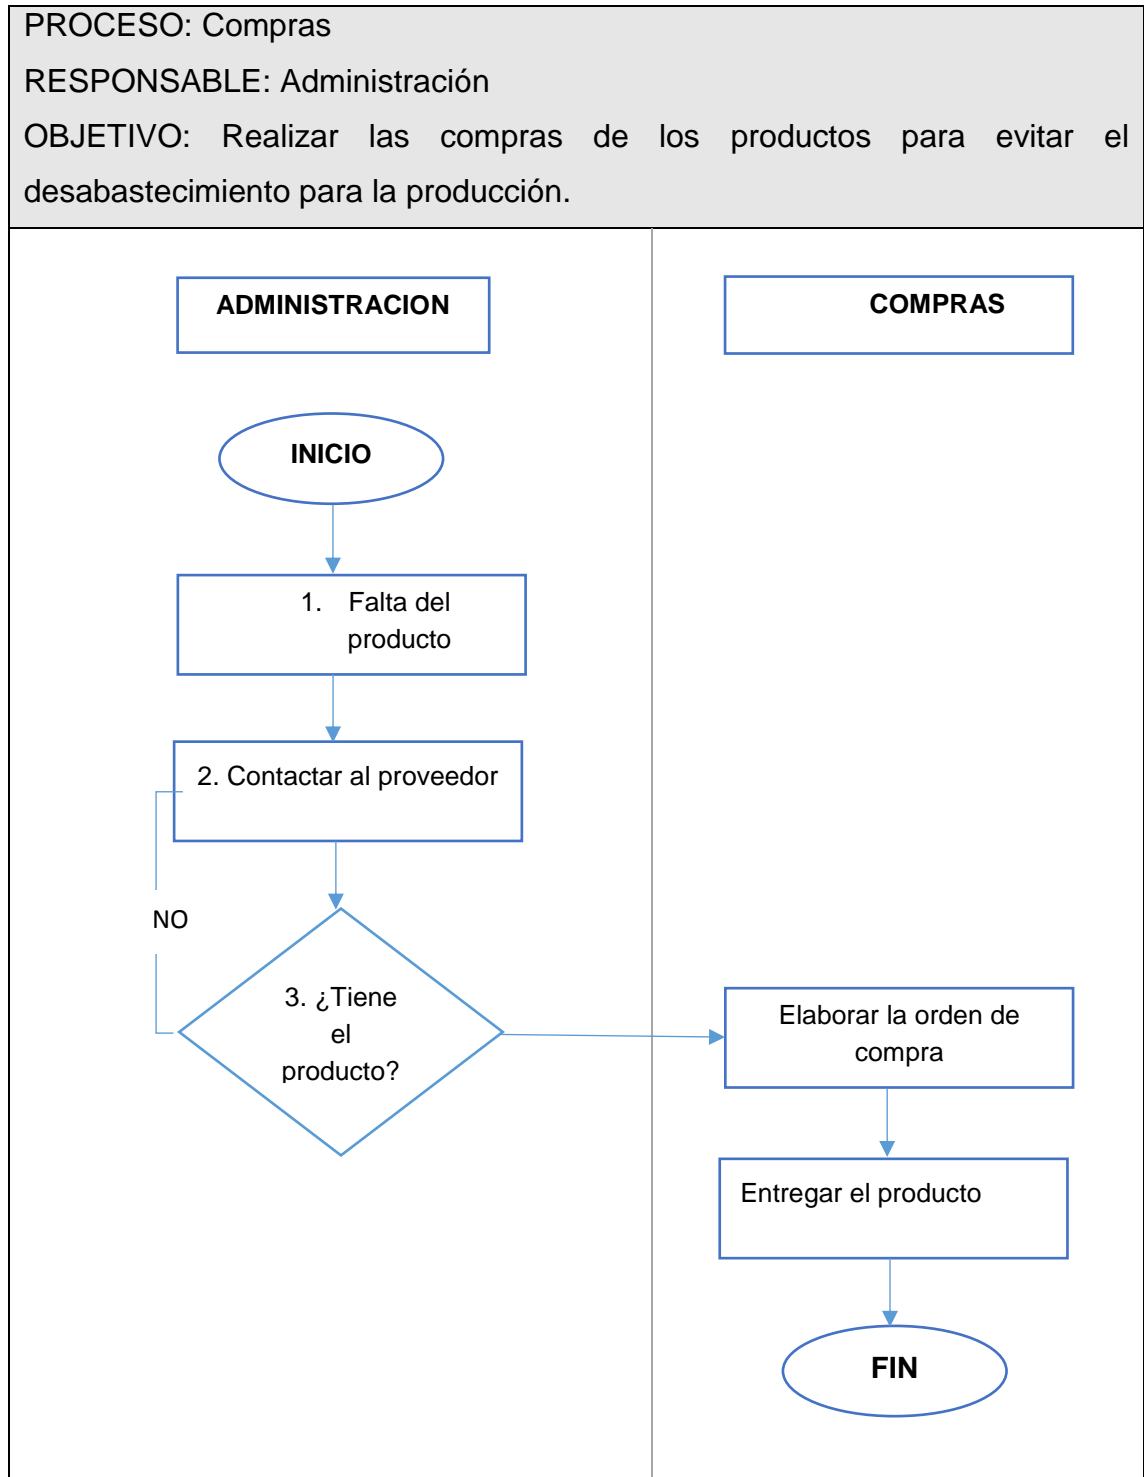 PROCESO: Compras
RESPONSABLE: Administración
OBJETIVO: Realizar las compras de los productos para evitar el
desabastecimiento para la producción.
ADMINISTRACION
COMPRAS
INICIO
1. Falta del
producto
2. Contactar al proveedor
NO
3. ¿Tiene
el
producto?
Elaborar la orden de
compra
Entregar el producto
FIN